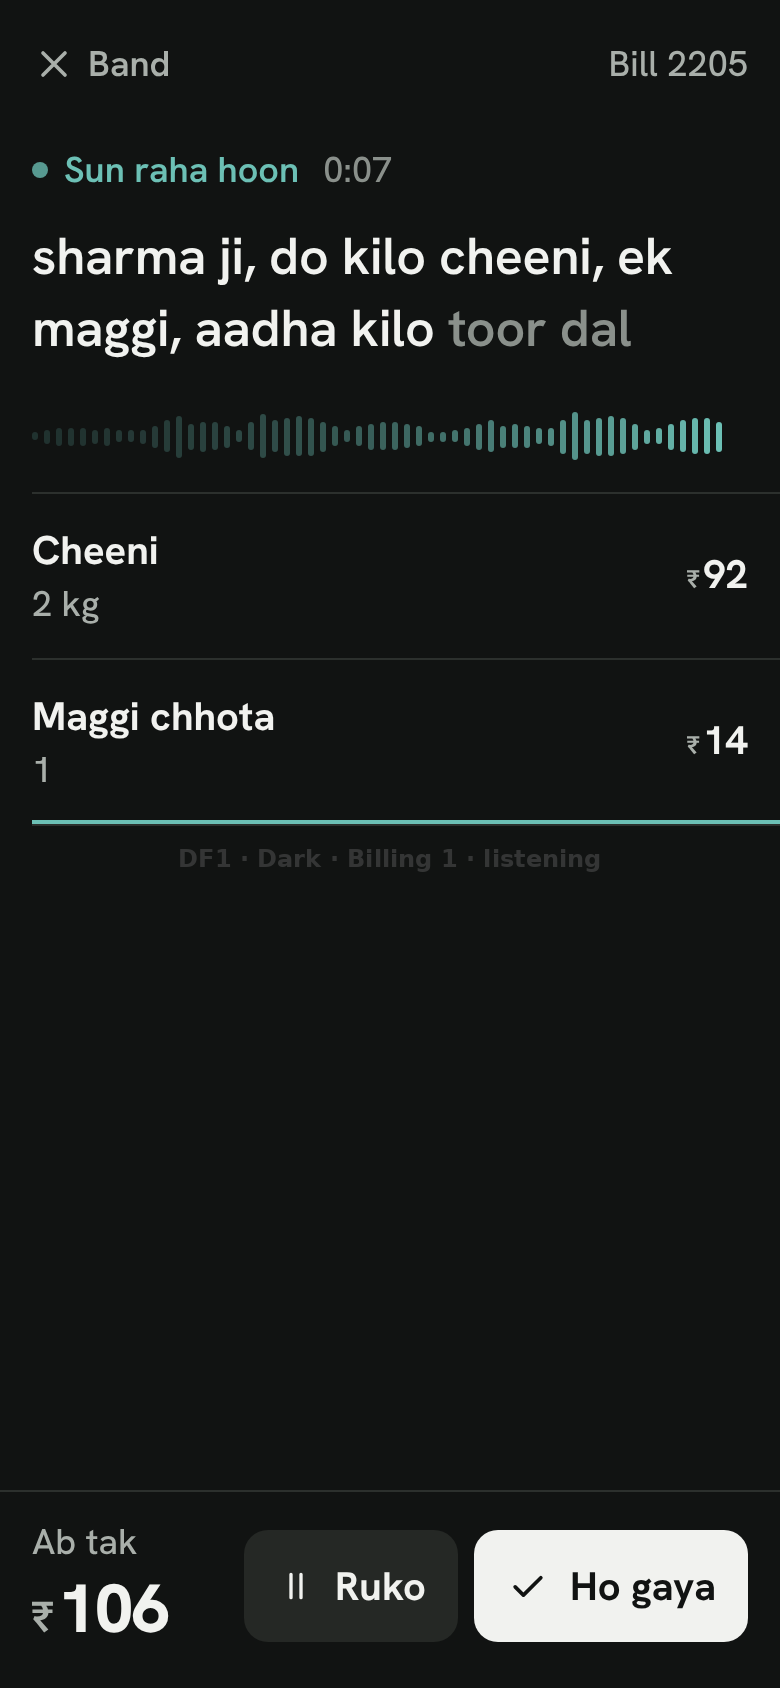 Band
Bill 2205
Sun raha hoon 0:07
sharma ji, do kilo cheeni, ek
maggi, aadha kilo toor dal
Cheeni
2 kg
₹92
Maggi chhota
1
₹14
DF1 · Dark · Billing 1 · listening
Ab tak
₹106
Ruko
Ho gaya